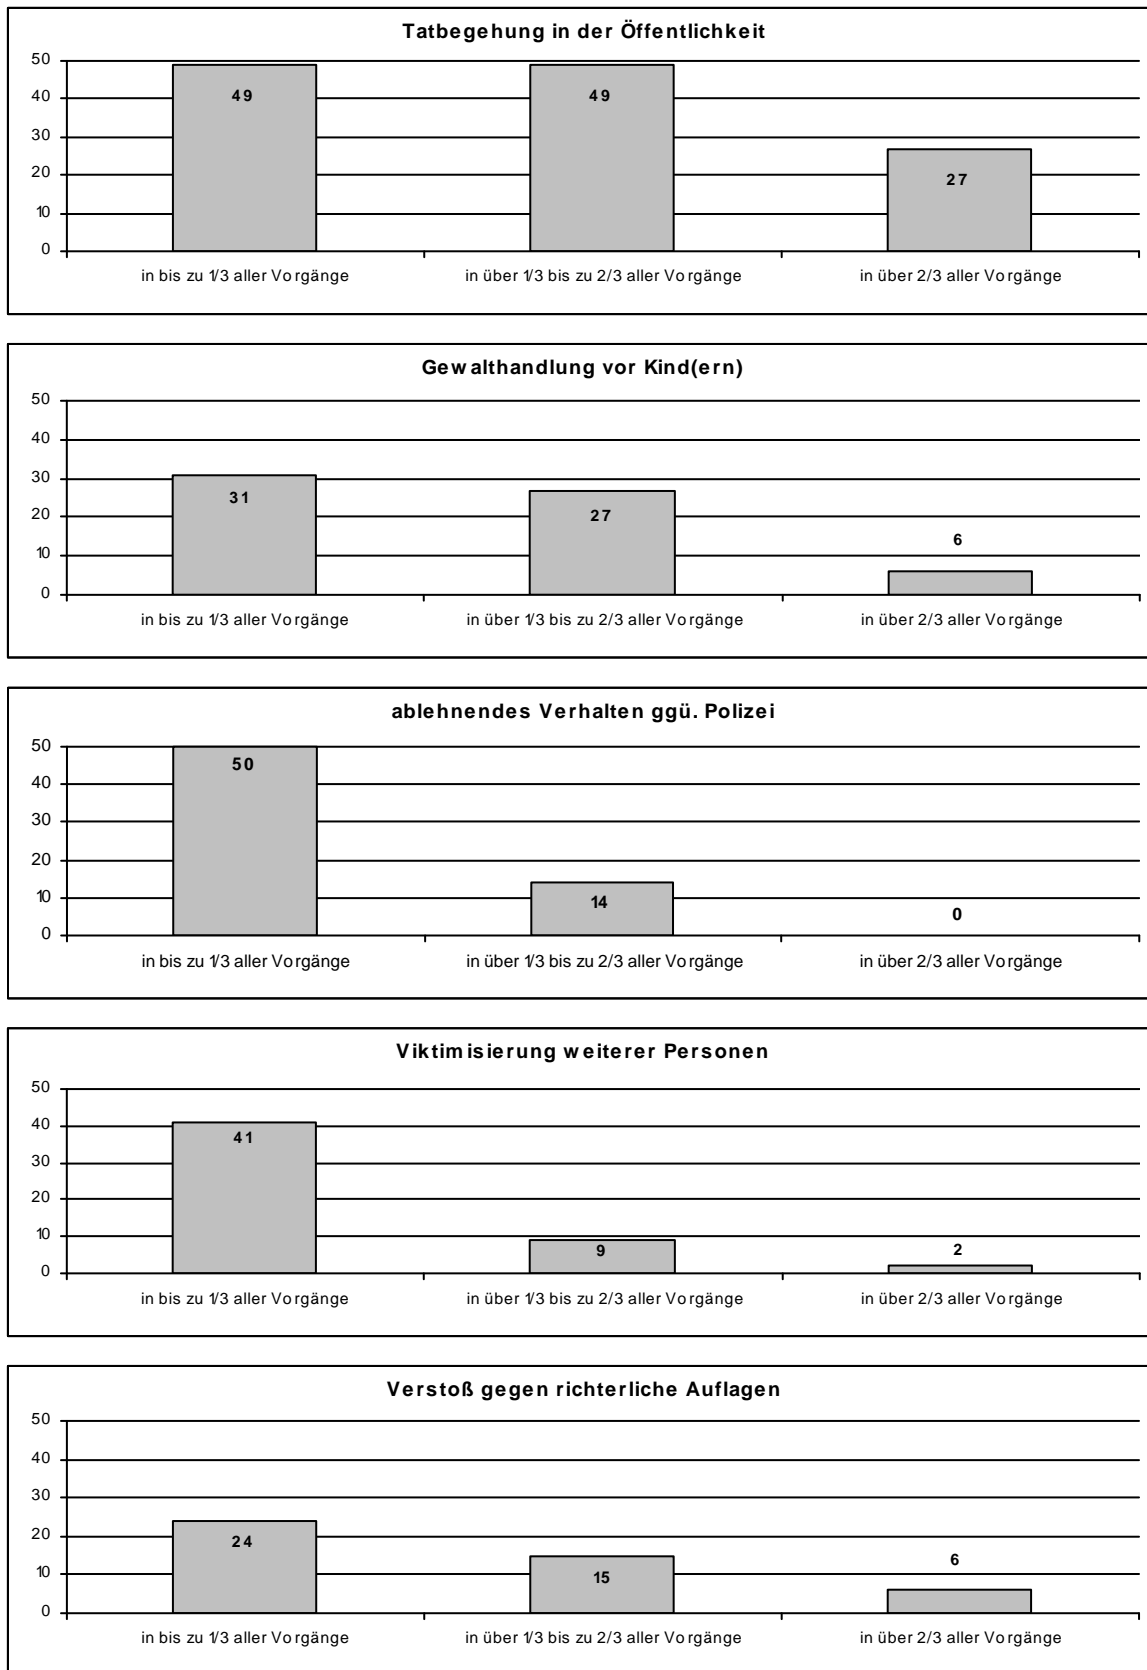 Tatbegehung in der Öffentlichkeit
50
40
30
20
10
0
49
49
27
in bis zu 1/3 aller Vorgänge
in über 1/3 bis zu 2/3 aller Vorgänge
in über 2/3 aller Vorgänge
Gewalthandlung vor Kind(ern)
50
40
30
20
10
0
31
27
6
in bis zu 1/3 aller Vorgänge
in über 1/3 bis zu 2/3 aller Vorgänge
in über 2/3 aller Vorgänge
ablehnendes Verhalten ggü. Polizei
50
40
30
20
10
0
50
14
0
in bis zu 1/3 aller Vorgänge
in über 1/3 bis zu 2/3 aller Vorgänge
in über 2/3 aller Vorgänge
Viktimisierung weiterer Personen
50
40
30
20
10
0
41
9
2
in bis zu 1/3 aller Vorgänge
in über 1/3 bis zu 2/3 aller Vorgänge
in über 2/3 aller Vorgänge
Verstoß gegen richterliche Auflagen
50
40
30
20
10
0
24
15
6
in bis zu 1/3 aller Vorgänge
in über 1/3 bis zu 2/3 aller Vorgänge
in über 2/3 aller Vorgänge